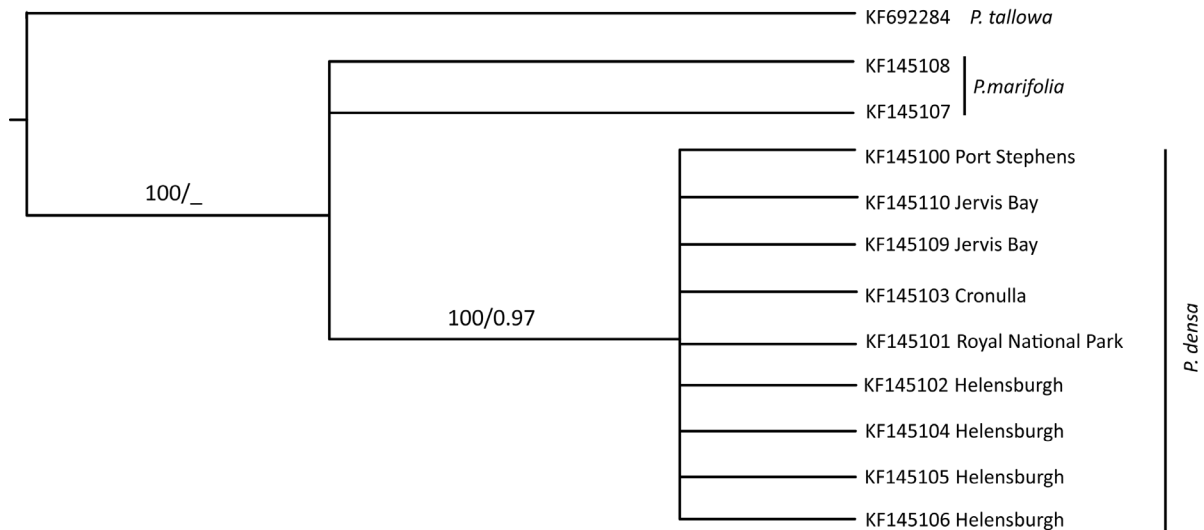 KF692284 P. tallowa
KF145108
P.marifolia
KF145107
KF145100 Port Stephens
100/_
KF145110 Jervis Bay
KF145109 Jervis Bay
KF145103 Cronulla
100/0.97
KF145101 Royal National Park
P. densa
KF145102 Helensburgh
KF145104 Helensburgh
KF145105 Helensburgh
KF145106 Helensburgh